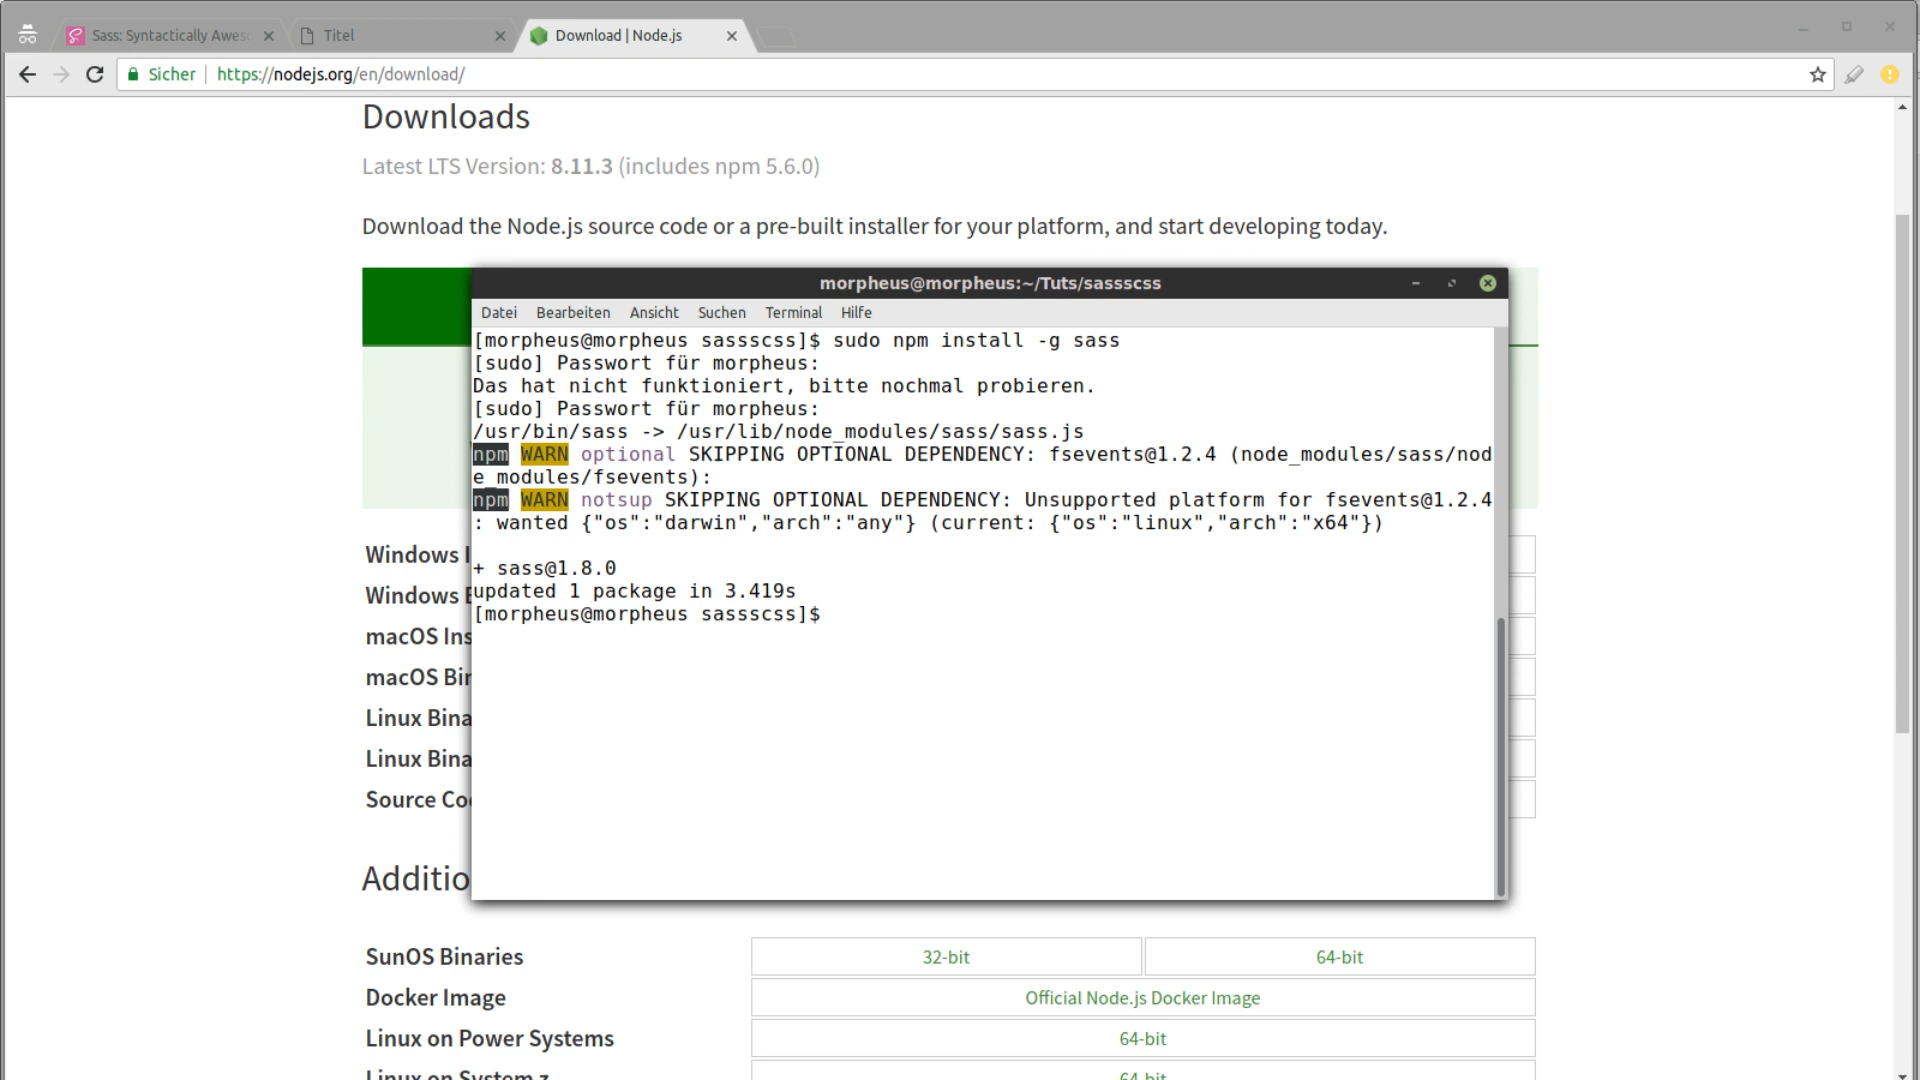 Sass: Syntactically Awes
Titel
Download | Node.js
Sicher
https://nodejs.org/en/download/
Downloads
Latest LTS Version: 8.11.3 (includes npm 5.6.0)
Download the Node.js source code or a pre-built installer for your platform, and start developing today.
morpheus@morpheus:~/Tuts/sassscss
Datei Bearbeiten Ansicht Suchen Terminal Hilfe
[morpheus@morpheus sassscss]$ sudo npm install -g sass
[sudo] Passwort für morpheus:
Das hat nicht funktioniert, bitte nochmal probieren.
[sudo] Passwort für morpheus:
/usr/bin/sass -> /usr/lib/node_modules/sass/sass.js
npm WARN optional SKIPPING OPTIONAL DEPENDENCY: fsevents@1.2.4 (node_modules/sass/nod
e_modules/fsevents):
npm WARN notsup SKIPPING OPTIONAL DEPENDENCY: Unsupported platform for fsevents@1.2.4
: wanted {"os":"darwin","arch":"any"} (current: {"os":"linux","arch":"x64"})
+ sass@1.8.0
updated 1 package in 3.419s
[morpheus@morpheus sassscss]$
Windows I
Windows B
macOS Ins
macOS Bin
Linux Bina
Linux Bina
Source Cod
Additio
SunOS Binaries 32-bit 64-bit
Docker Image Official Node.js Docker Image
Linux on Power Systems 64-bit
Linux on System z 64-bit